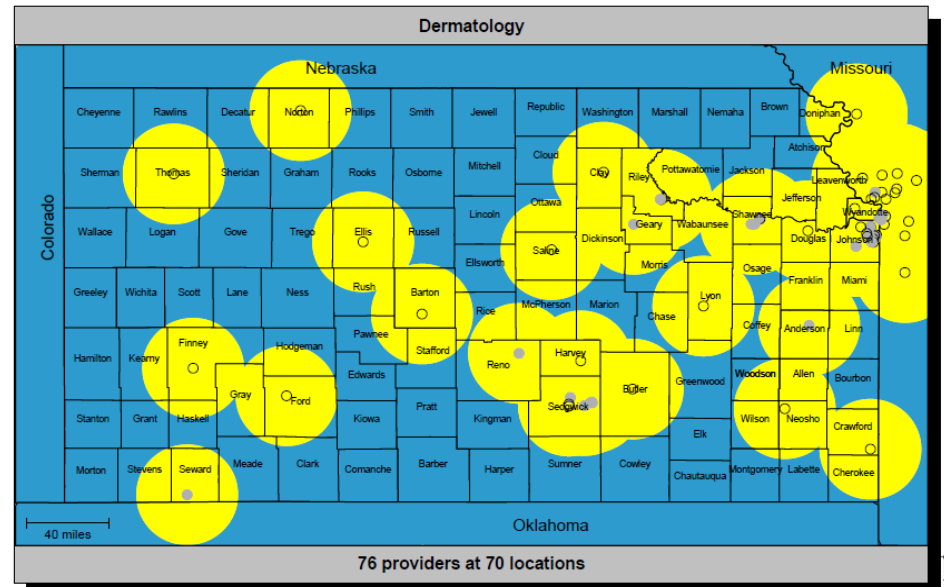 Dermatology
Nebraska
Missouri
Colorado
Cheyenne Rawlins Decatur Norton Phillips Smith Jewell Republic Washington Marshall Nemaha Brown Doniphan
Atchison
Sherman Thomas Sheridan Graham Rooks Osborne Mitchell Cloud Clay Riley Pottawatomie Jackson Jefferson Leavenworth
Wyandotte
Wallace Logan Gove Trego Ellis Russell Lincoln Ottawa Saline Dickinson Geary Wabaunsee Shawnee Douglas Johnson
Ellsworth Morris Osage
Greeley Wichita Scott Lane Ness Rush Barton Rice McPherson Marion Chase Lyon Franklin Miami
Coffey Anderson Linn
Hamilton Kearny Finney Hodgeman Pawnee Stafford Reno Harvey
Gray Ford Edwards Sedgwick Butler Greenwood Woodson Allen Bourbon
Stanton Grant Haskell Kiowa Pratt Kingman Elk Wilson Neosho Crawford
Morton Stevens Seward Meade Clark Comanche Barber Harper Sumner Cowley Chautauqua Montgomery Labette Cherokee
40 miles
Oklahoma
76 providers at 70 locations